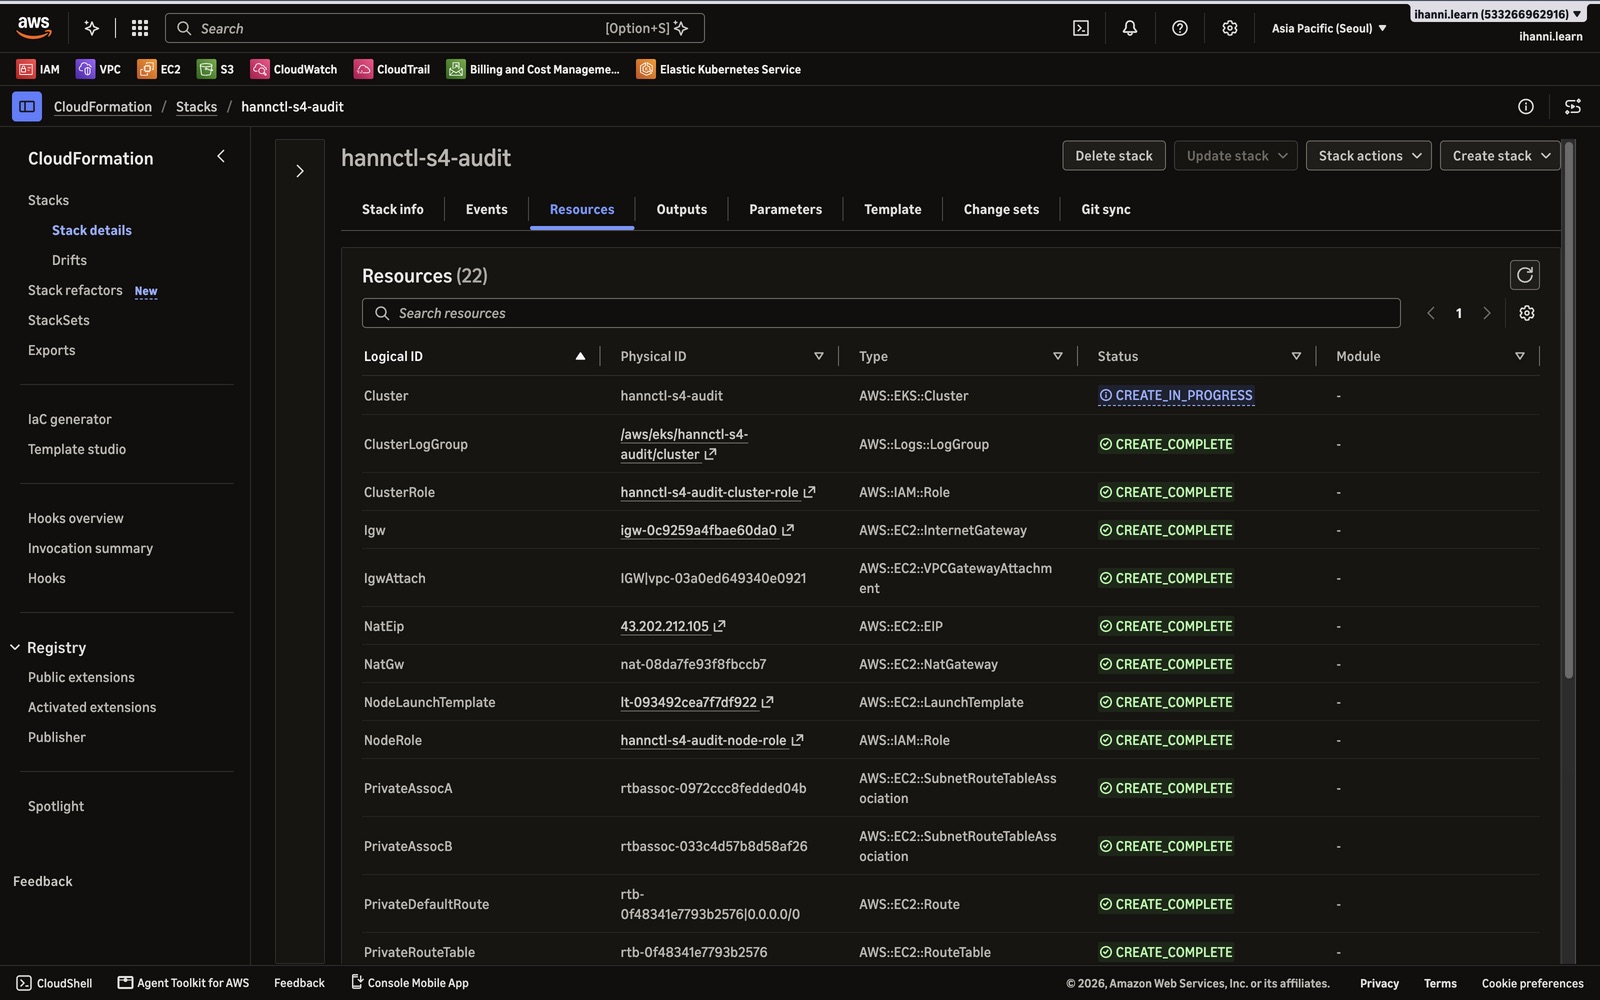 aws
Search [Option+S]
Asia Pacific (Seoul)
ihanni.learn (533266962916)
ihanni.learn
IAM VPC EC2 S3 CloudWatch CloudTrail Billing and Cost Manageme... Elastic Kubernetes Service
CloudFormation / Stacks / hannctl-s4-audit
CloudFormation
Stacks
Stack details
Drifts
Stack refactors New
StackSets
Exports
IaC generator
Template studio
Hooks overview
Invocation summary
Hooks
Registry
Public extensions
Activated extensions
Publisher
Spotlight
Feedback
hannctl-s4-audit
Delete stack Update stack Stack actions Create stack
Stack info Events Resources Outputs Parameters Template Change sets Git sync
Resources (22)
Search resources
1
Logical ID Physical ID Type Status Module
Cluster hannctl-s4-audit AWS::EKS::Cluster CREATE_IN_PROGRESS -
ClusterLogGroup /aws/eks/hannctl-s4- AWS::Logs::LogGroup CREATE_COMPLETE -
audit/cluster
ClusterRole hannctl-s4-audit-cluster-role AWS::IAM::Role CREATE_COMPLETE -
Igw igw-0c9259a4fbae60da0 AWS::EC2::InternetGateway CREATE_COMPLETE -
IgwAttach IGW|vpc-03a0ed649340e0921 AWS::EC2::VPCGatewayAttachm CREATE_COMPLETE -
ent
NatEip 43.202.212.105 AWS::EC2::EIP CREATE_COMPLETE -
NatGw nat-08da7fe93f8fbccb7 AWS::EC2::NatGateway CREATE_COMPLETE -
NodeLaunchTemplate lt-093492cea7f7df922 AWS::EC2::LaunchTemplate CREATE_COMPLETE -
NodeRole hannctl-s4-audit-node-role AWS::IAM::Role CREATE_COMPLETE -
PrivateAssocA rtbassoc-0972ccc8fedded04b AWS::EC2::SubnetRouteTableAss CREATE_COMPLETE -
ociation
PrivateAssocB rtbassoc-033c4d57b8d58af26 AWS::EC2::SubnetRouteTableAss CREATE_COMPLETE -
ociation
PrivateDefaultRoute rtb- AWS::EC2::Route CREATE_COMPLETE -
0f48341e7793b2576|0.0.0.0/0
PrivateRouteTable rtb-0f48341e7793b2576 AWS::EC2::RouteTable CREATE_COMPLETE -
CloudShell Agent Toolkit for AWS Feedback Console Mobile App © 2026, Amazon Web Services, Inc. or its affiliates. Privacy Terms Cookie preferences